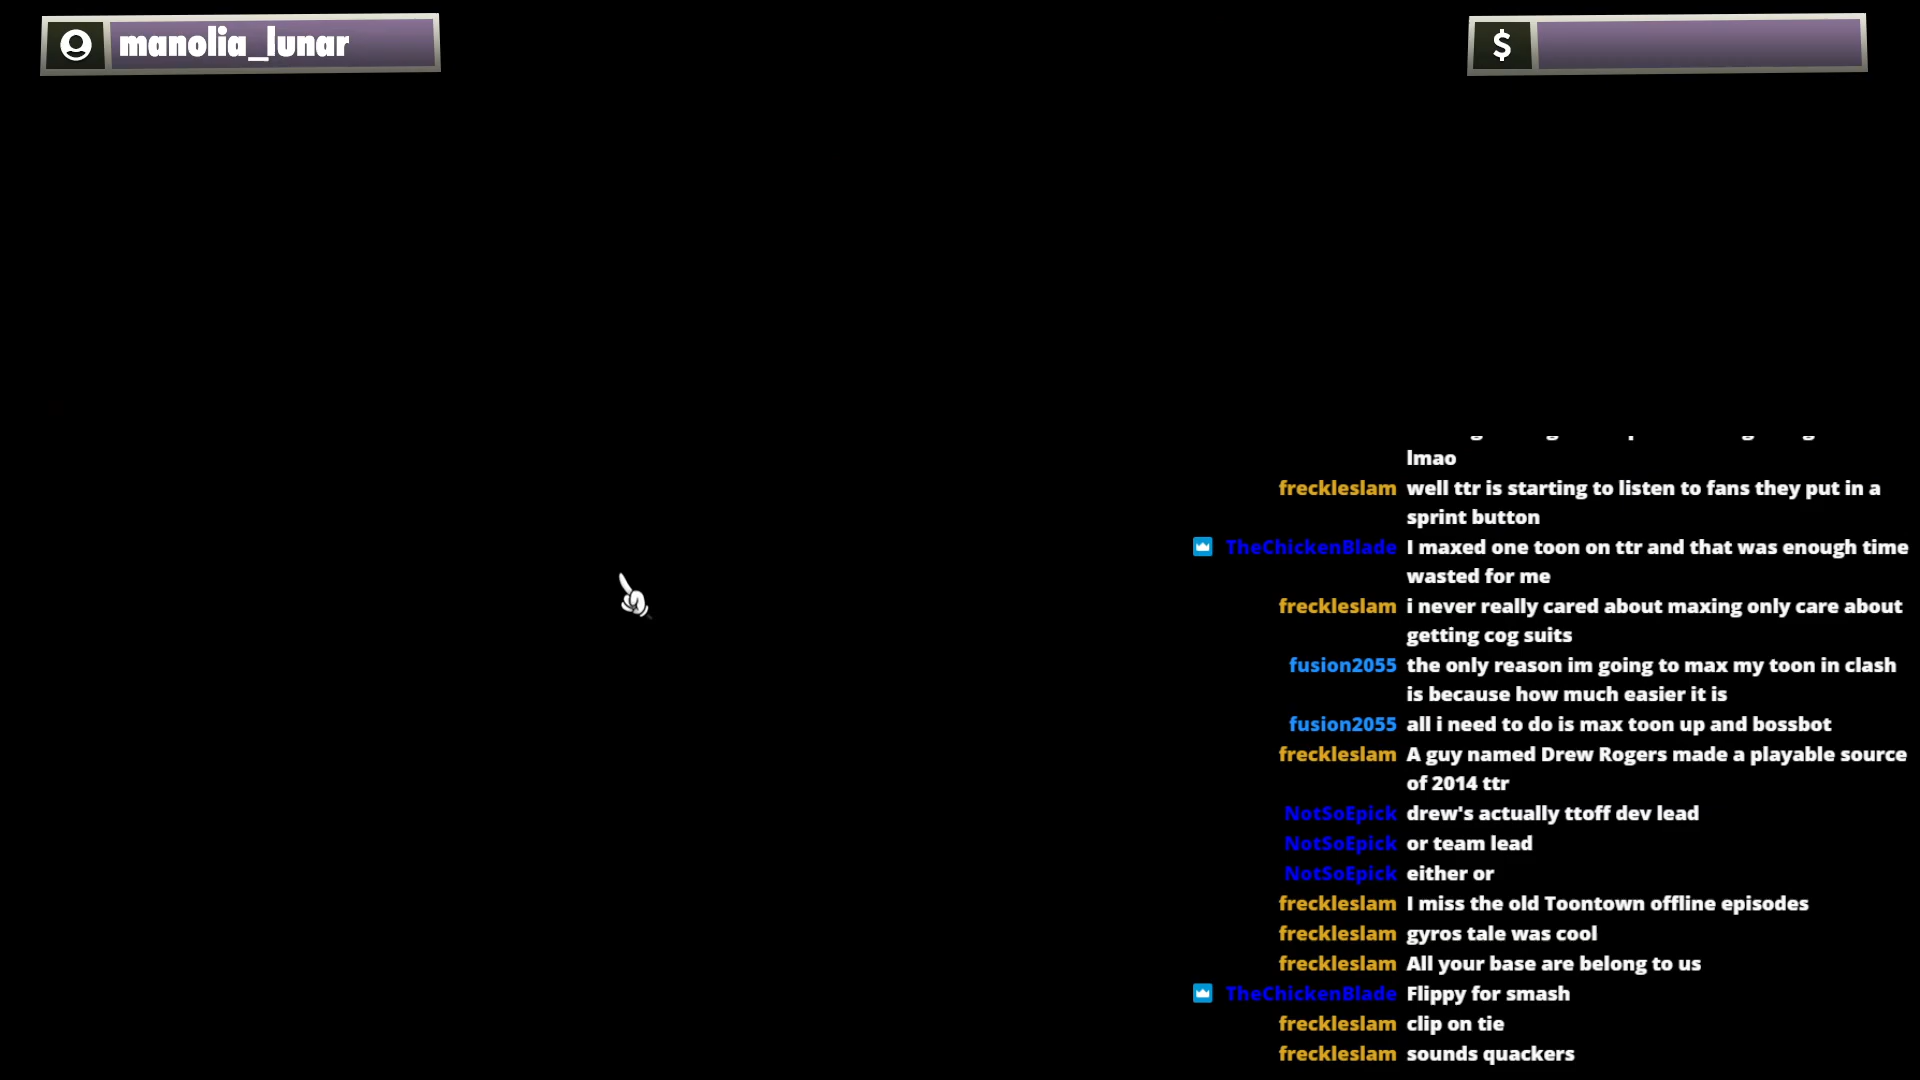 manolia_lunar
$
lmao
freckleslam well ttr is starting to listen to fans they put in a
sprint button
TheChickenBlade I maxed one toon on ttr and that was enough time
wasted for me
freckleslam i never really cared about maxing only care about
getting cog suits
fusion2055 the only reason im going to max my toon in clash
is because how much easier it is
fusion2055 all i need to do is max toon up and bossbot
freckleslam A guy named Drew Rogers made a playable source
of 2014 ttr
NotSoEpick drew's actually ttoff dev lead
NotSoEpick or team lead
NotSoEpick either or
freckleslam I miss the old Toontown offline episodes
freckleslam gyros tale was cool
freckleslam All your base are belong to us
TheChickenBlade Flippy for smash
freckleslam clip on tie
freckleslam sounds quackers